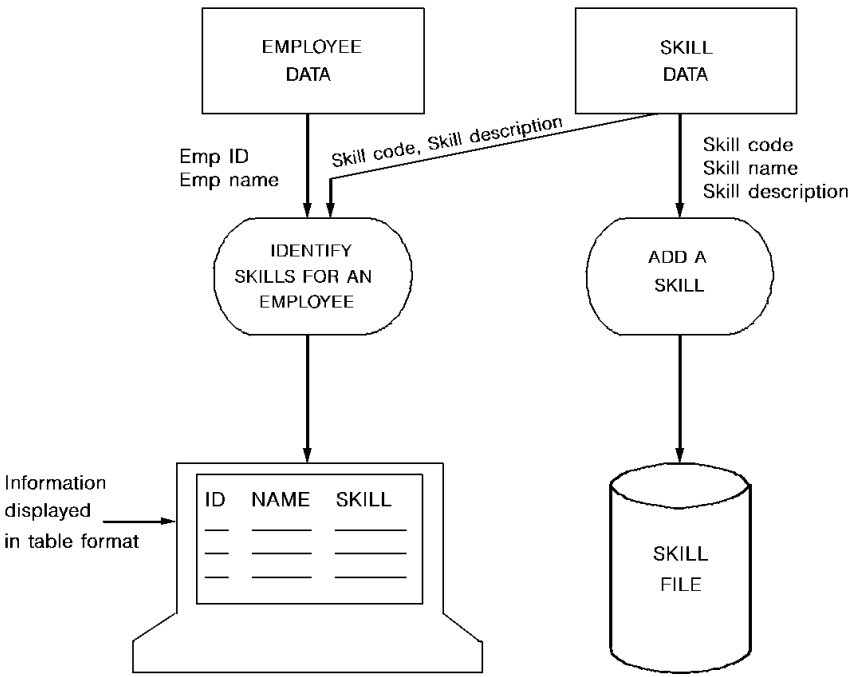 EMPLOYEE
DATA
SKILL
DATA
Emp ID
Emp name
Skill code, Skill description
Skill code
Skill name
Skill description
IDENTIFY
SKILLS FOR AN
EMPLOYEE
ADD A
SKILL
Information
displayed
in table format
ID NAME SKILL
SKILL
FILE